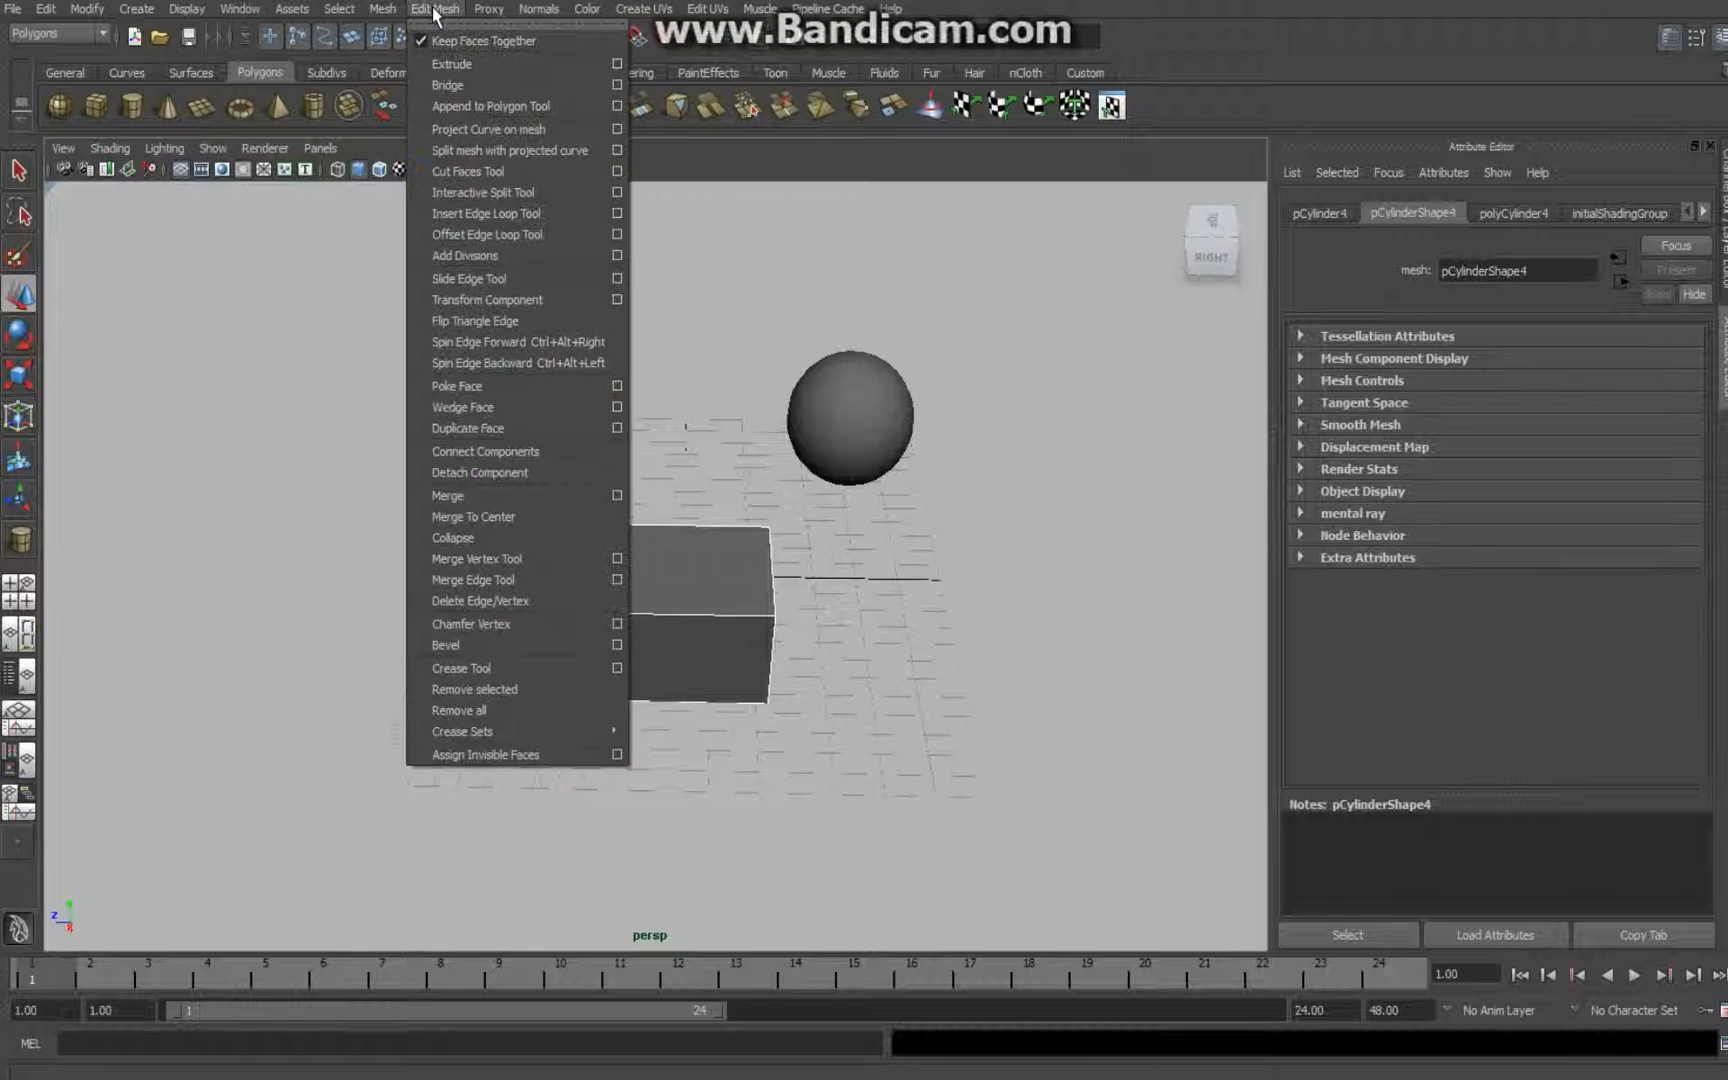 File Edit Modify Create Display Window Assets Select Mesh Edit Mesh Proxy Normals Color Create UVs Edit UVs Muscle Pipeline Cache Help
www.Bandicam.com
Polygons
General Curves Surfaces Polygons Subdivs Deform ering PaintEffects Toon Muscle Fluids Fur Hair nCloth Custom
View Shading Lighting Show Renderer Panels
Keep Faces Together
Extrude
Bridge
Append to Polygon Tool
Project Curve on mesh
Split mesh with projected curve
Cut Faces Tool
Interactive Split Tool
Insert Edge Loop Tool
Offset Edge Loop Tool
Add Divisions
Slide Edge Tool
Transform Component
Flip Triangle Edge
Spin Edge Forward Ctrl+Alt+Right
Spin Edge Backward Ctrl+Alt+Left
Poke Face
Wedge Face
Duplicate Face
Connect Components
Detach Component
Merge
Merge To Center
Collapse
Merge Vertex Tool
Merge Edge Tool
Delete Edge/Vertex
Chamfer Vertex
Bevel
Crease Tool
Remove selected
Remove all
Crease Sets
Assign Invisible Faces
RIGHT
persp
Attribute Editor
List Selected Focus Attributes Show Help
pCylinder4 pCylinderShape4 polyCylinder4 initialShadingGroup
Focus
mesh: pCylinderShape4
Presets
Hide
Tessellation Attributes
Mesh Component Display
Mesh Controls
Tangent Space
Smooth Mesh
Displacement Map
Render Stats
Object Display
mental ray
Node Behavior
Extra Attributes
Notes: pCylinderShape4
Select Load Attributes Copy Tab
1 2 3 4 5 6 7 8 9 10 11 12 13 14 15 16 17 18 19 20 21 22 23 24
1 1.00
1.00 1.00 1 24 24.00 48.00 No Anim Layer No Character Set
MEL